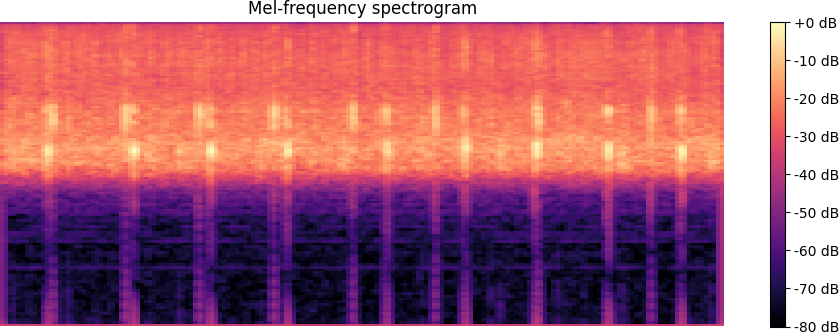 Mel-frequency spectrogram
+0 dB
-10 dB
-20 dB
-30 dB
-40 dB
-50 dB
-60 dB
-70 dB
-80 dB